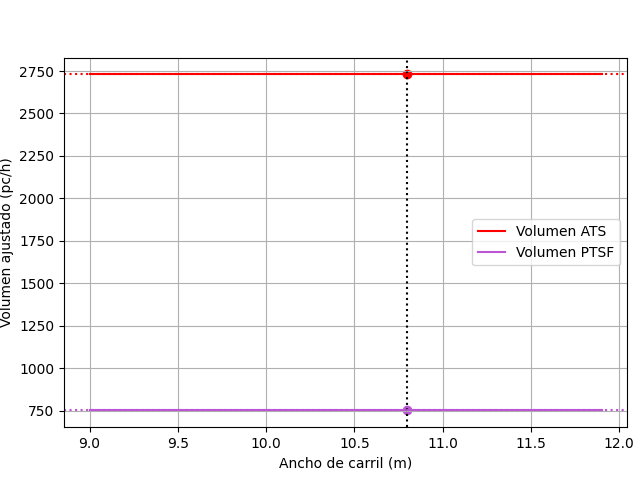 Volumen ajustado (pc/h)
2750
2500
2250
2000
1750
1500
1250
1000
750
Volumen ATS
Volumen PTSF
9.0 9.5 10.0 10.5 11.0 11.5 12.0
Ancho de carril (m)